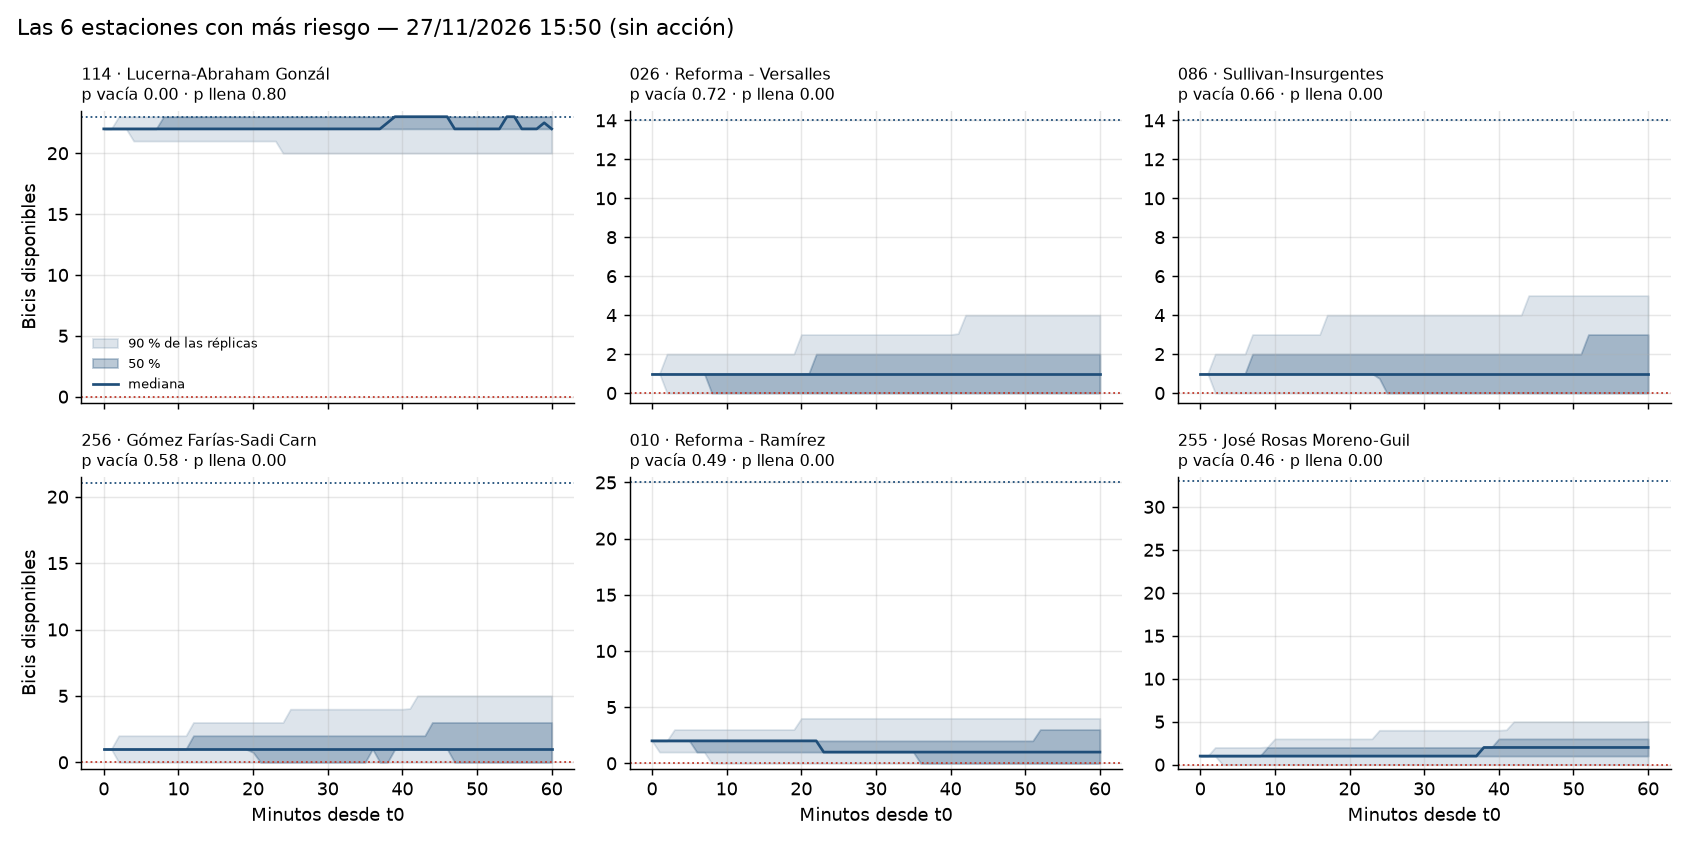 Las 6 estaciones con más riesgo — 27/11/2026 15:50 (sin acción)
114 · Lucerna-Abraham Gonzál
p vacía 0.00 · p llena 0.80
Bicis disponibles
20
15
10
5
0
90 % de las réplicas
50 %
mediana
026 · Reforma - Versalles
p vacía 0.72 · p llena 0.00
14
12
10
8
6
4
2
0
086 · Sullivan-Insurgentes
p vacía 0.66 · p llena 0.00
14
12
10
8
6
4
2
0
256 · Gómez Farías-Sadi Carn
p vacía 0.58 · p llena 0.00
Bicis disponibles
20
15
10
5
0
0 10 20 30 40 50 60
Minutos desde t0
010 · Reforma - Ramírez
p vacía 0.49 · p llena 0.00
25
20
15
10
5
0
0 10 20 30 40 50 60
Minutos desde t0
255 · José Rosas Moreno-Guil
p vacía 0.46 · p llena 0.00
30
25
20
15
10
5
0
0 10 20 30 40 50 60
Minutos desde t0